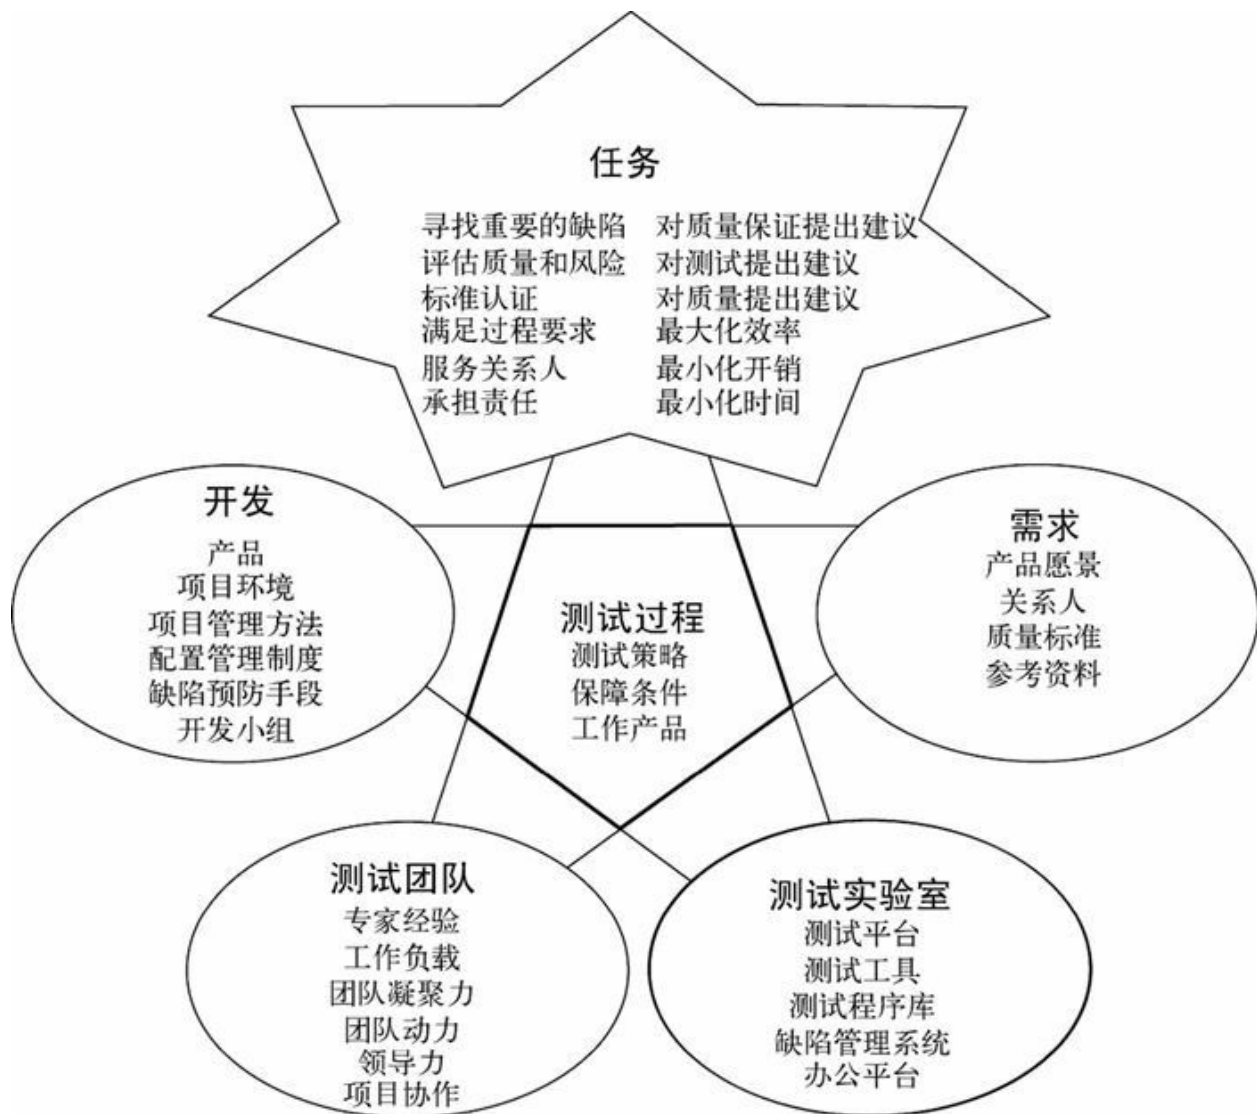 任务
寻找重要的缺陷 对质量保证提出建议
评估质量和风险 对测试提出建议
标准认证 对质量提出建议
满足过程要求 最大化效率
服务关系人 最小化开销
承担责任 最小化时间
开发
产品
项目环境
项目管理方法
配置管理制度
缺陷预防手段
开发小组
测试过程
测试策略
保障条件
工作产品
需求
产品愿景
关系人
质量标准
参考资料
测试团队
专家经验
工作负载
团队凝聚力
团队动力
领导力
项目协作
测试实验室
测试平台
测试工具
测试程序库
缺陷管理系统
办公平台